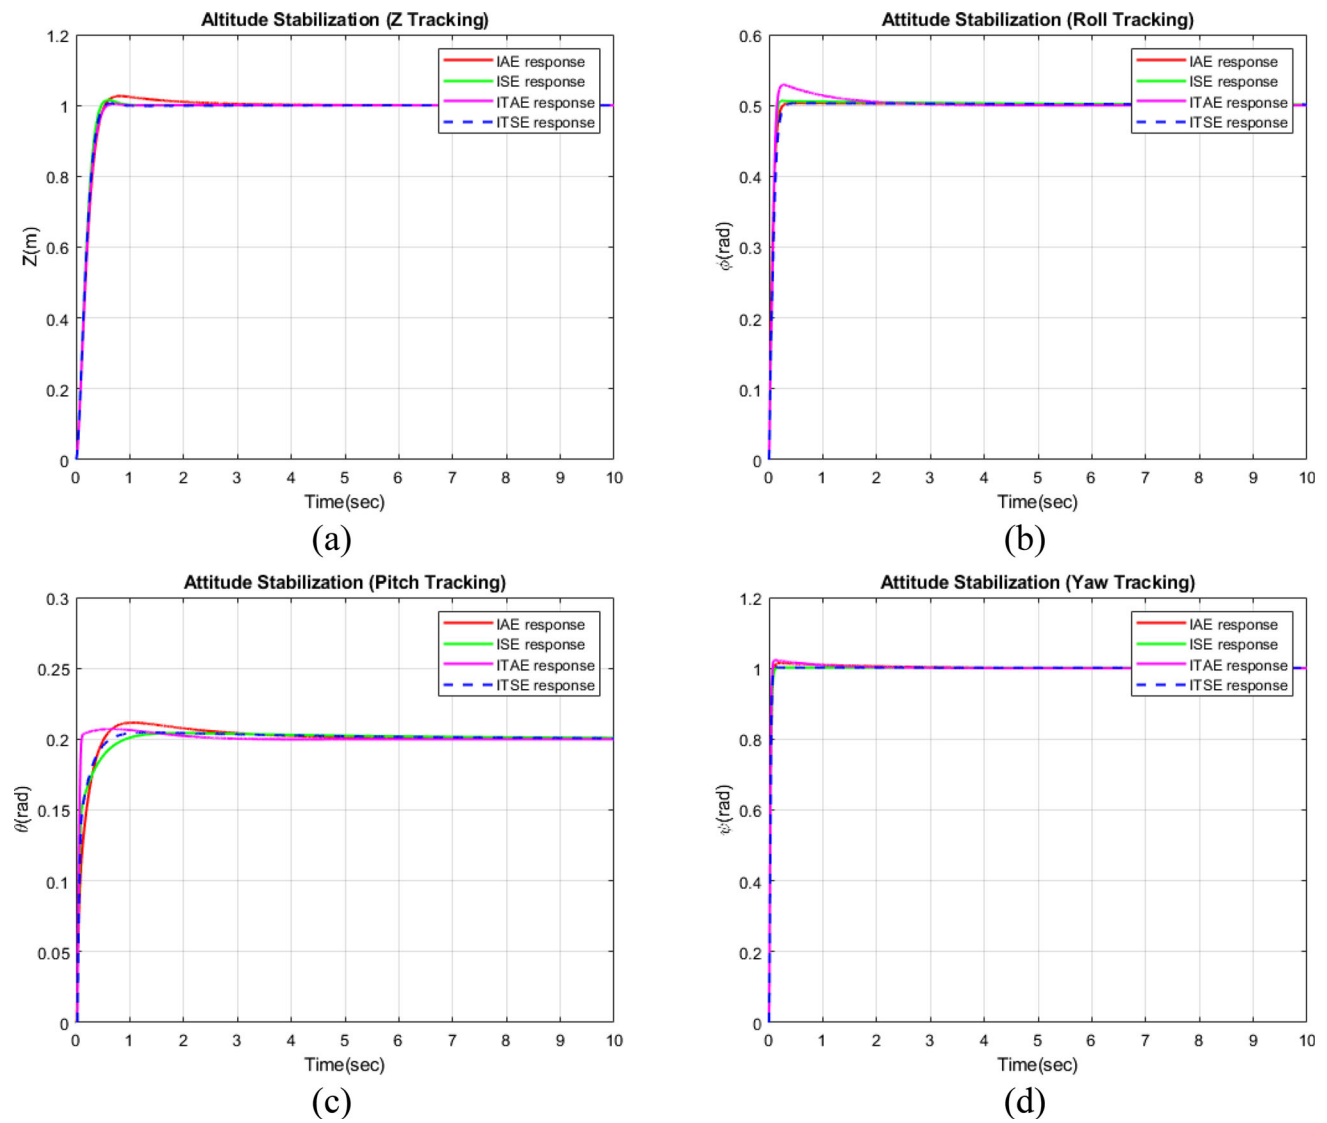 Altitude Stabilization (Z Tracking)
1.2
1
0.8
0.6
0.4
0.2
0
Z(m)
IAE response
ISE response
ITAE response
ITSE response
0 1 2 3 4 5 6 7 8 9 10
Time(sec)
(a)
Attitude Stabilization (Roll Tracking)
0.6
0.5
0.4
0.3
0.2
0.1
0
ϕ(rad)
IAE response
ISE response
ITAE response
ITSE response
0 1 2 3 4 5 6 7 8 9 10
Time(sec)
(b)
Attitude Stabilization (Pitch Tracking)
0.3
0.25
0.2
0.15
0.1
0.05
0
θ(rad)
IAE response
ISE response
ITAE response
ITSE response
0 1 2 3 4 5 6 7 8 9 10
Time(sec)
(c)
Attitude Stabilization (Yaw Tracking)
1.2
1
0.8
0.6
0.4
0.2
0
ψ(rad)
IAE response
ISE response
ITAE response
ITSE response
0 1 2 3 4 5 6 7 8 9 10
Time(sec)
(d)